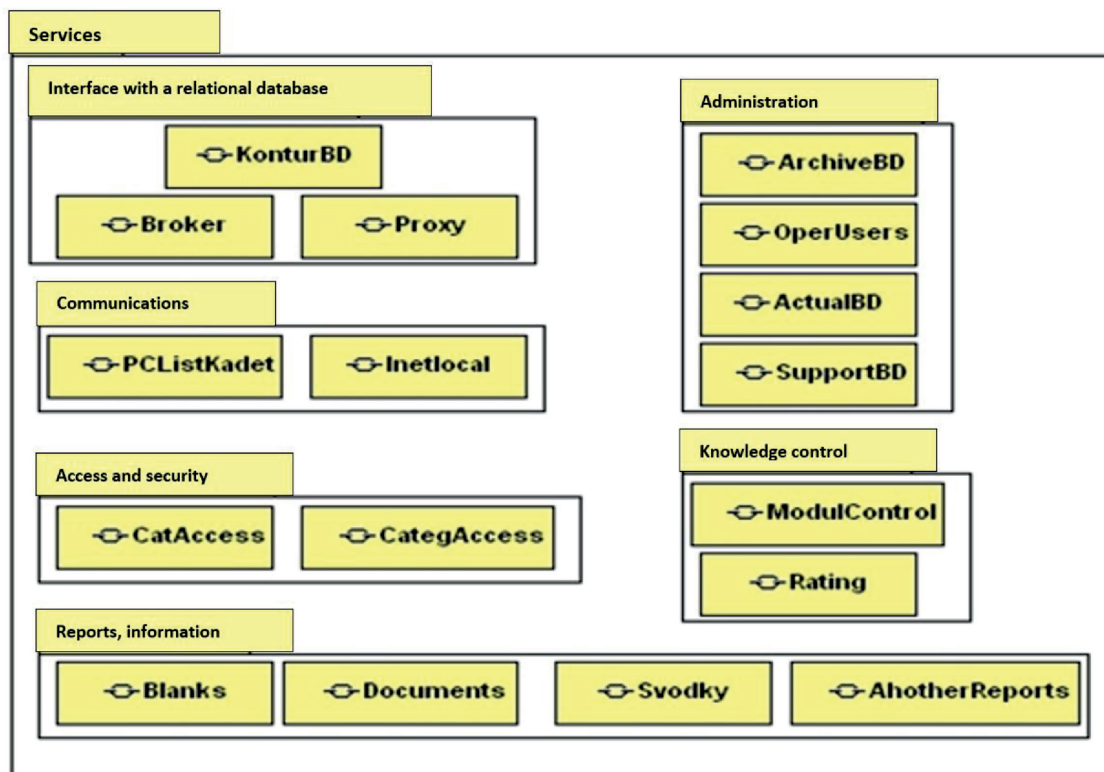 Services
Interface with a relational database
KonturBD
Broker
Proxy
Communications
PCListKadet
Inetlocal
Access and security
CatAccess
CategAccess
Reports, information
Blanks
Documents
Svodky
AhotherReports
Administration
ArchiveBD
OperUsers
ActualBD
SupportBD
Knowledge control
ModulControl
Rating